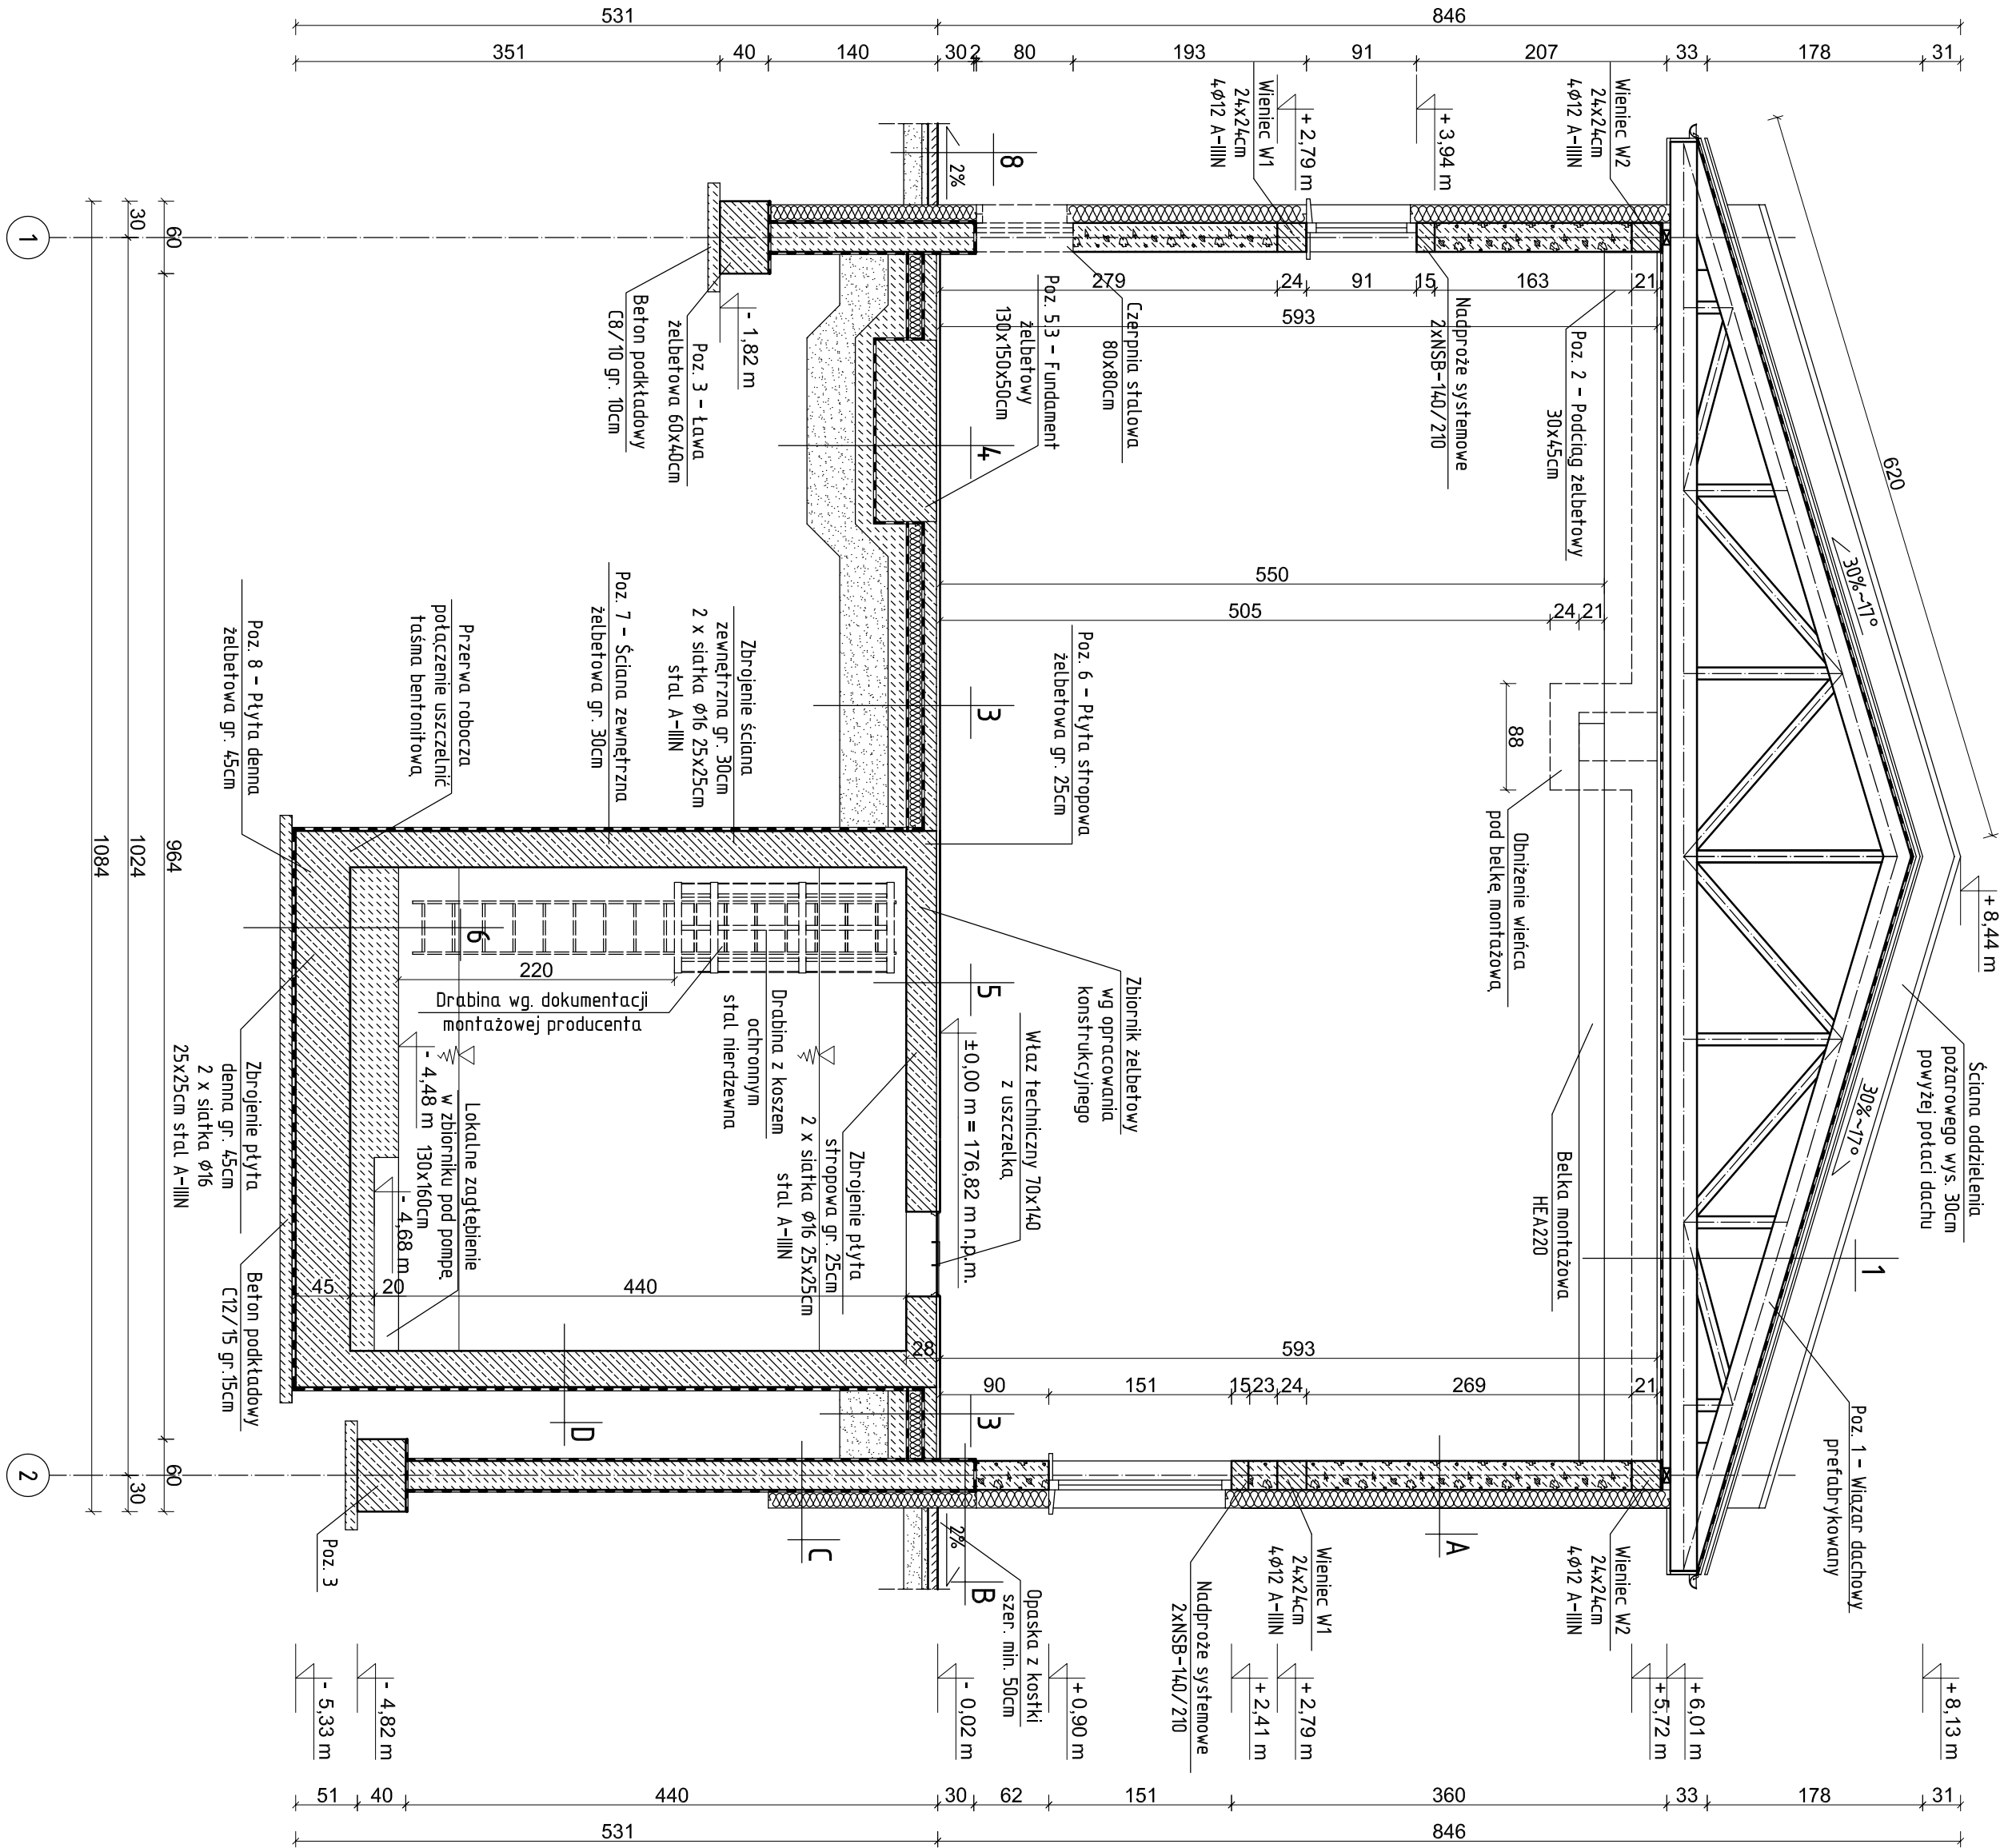 +8,44 m
Ściana oddzielenia
pożarowego wys. 30cm
powyżej połaci dachu
620
30%~17°
30%~17°
1
Poz. 1 - Wiązar dachowy
prefabrykowany
31
178
33
207
91
193
80
2
30
140
40
351
846
531
Wieniec W2
24x24cm
4Ø12 A-IIIN
+3,94 m
+2,79 m
Wieniec W1
24x24cm
4Ø12 A-IIIN
8
2%
21
163
15
91
24
279
593
Poz. 2 - Podciąg żelbetowy
30x45cm
Nadproże systemowe
2xNSB-140/210
Czerpnia stalowa
80x80cm
Poz. 5.3 - Fundament
żelbetowy
130x150x50cm
4
550
21
24
505
88
Obniżenie wieńca
pod belkę montażową
Belka montażowa
HEA220
3
Poz. 6 - Płyta stropowa
żelbetowa gr. 25cm
Zbiornik żelbetowy
wg opracowania
konstrukcyjnego
Właz techniczny 70x140
z uszczelką
±0,00 m = 176,82 m n.p.m.
5
593
21
269
24
23
15
151
90
28
3
A
B
C
D
2%
Wieniec W2
24x24cm
4Ø12 A-IIIN
Wieniec W1
24x24cm
4Ø12 A-IIIN
Nadproże systemowe
2xNSB-140/210
Opaska z kostki
szer. min. 50cm
+8,13 m
+6,01 m
+5,72 m
+2,79 m
+2,41 m
+0,90 m
- 0,02 m
- 4,82 m
- 5,33 m
31
178
33
360
151
62
30
440
40
51
846
531
- 1,82 m
Poz. 3 - Ława
żelbetowa 60x40cm
Beton podkładowy
C8/10 gr. 10cm
Zbrojenie ściana
zewnętrzna gr. 30cm
2 x siatka Ø16 25x25cm
stal A-IIIN
Poz. 7 - Ściana zewnętrzna
żelbetowa gr. 30cm
Przerwa robocza
połączenie uszczelnić
taśmą bentonitową
Poz. 8 - Płyta denna
żelbetowa gr. 45cm
Zbrojenie płyta
stropowa gr. 25cm
2 x siatka Ø16 25x25cm
stal A-IIIN
Drabina z koszem
ochronnym
stal nierdzewna
Drabina wg. dokumentacji
montażowej producenta
220
6
- 4,48 m
Lokalne zagłębienie
w zbiorniku pod pompę
130x160cm
- 4,68 m
440
20
45
Zbrojenie płyta
denna gr. 45cm
2 x siatka Ø16
25x25cm stal A-IIIN
Beton podkładowy
C12/15 gr.15cm
Poz. 3
60
964
60
30
1024
30
1084
1
2